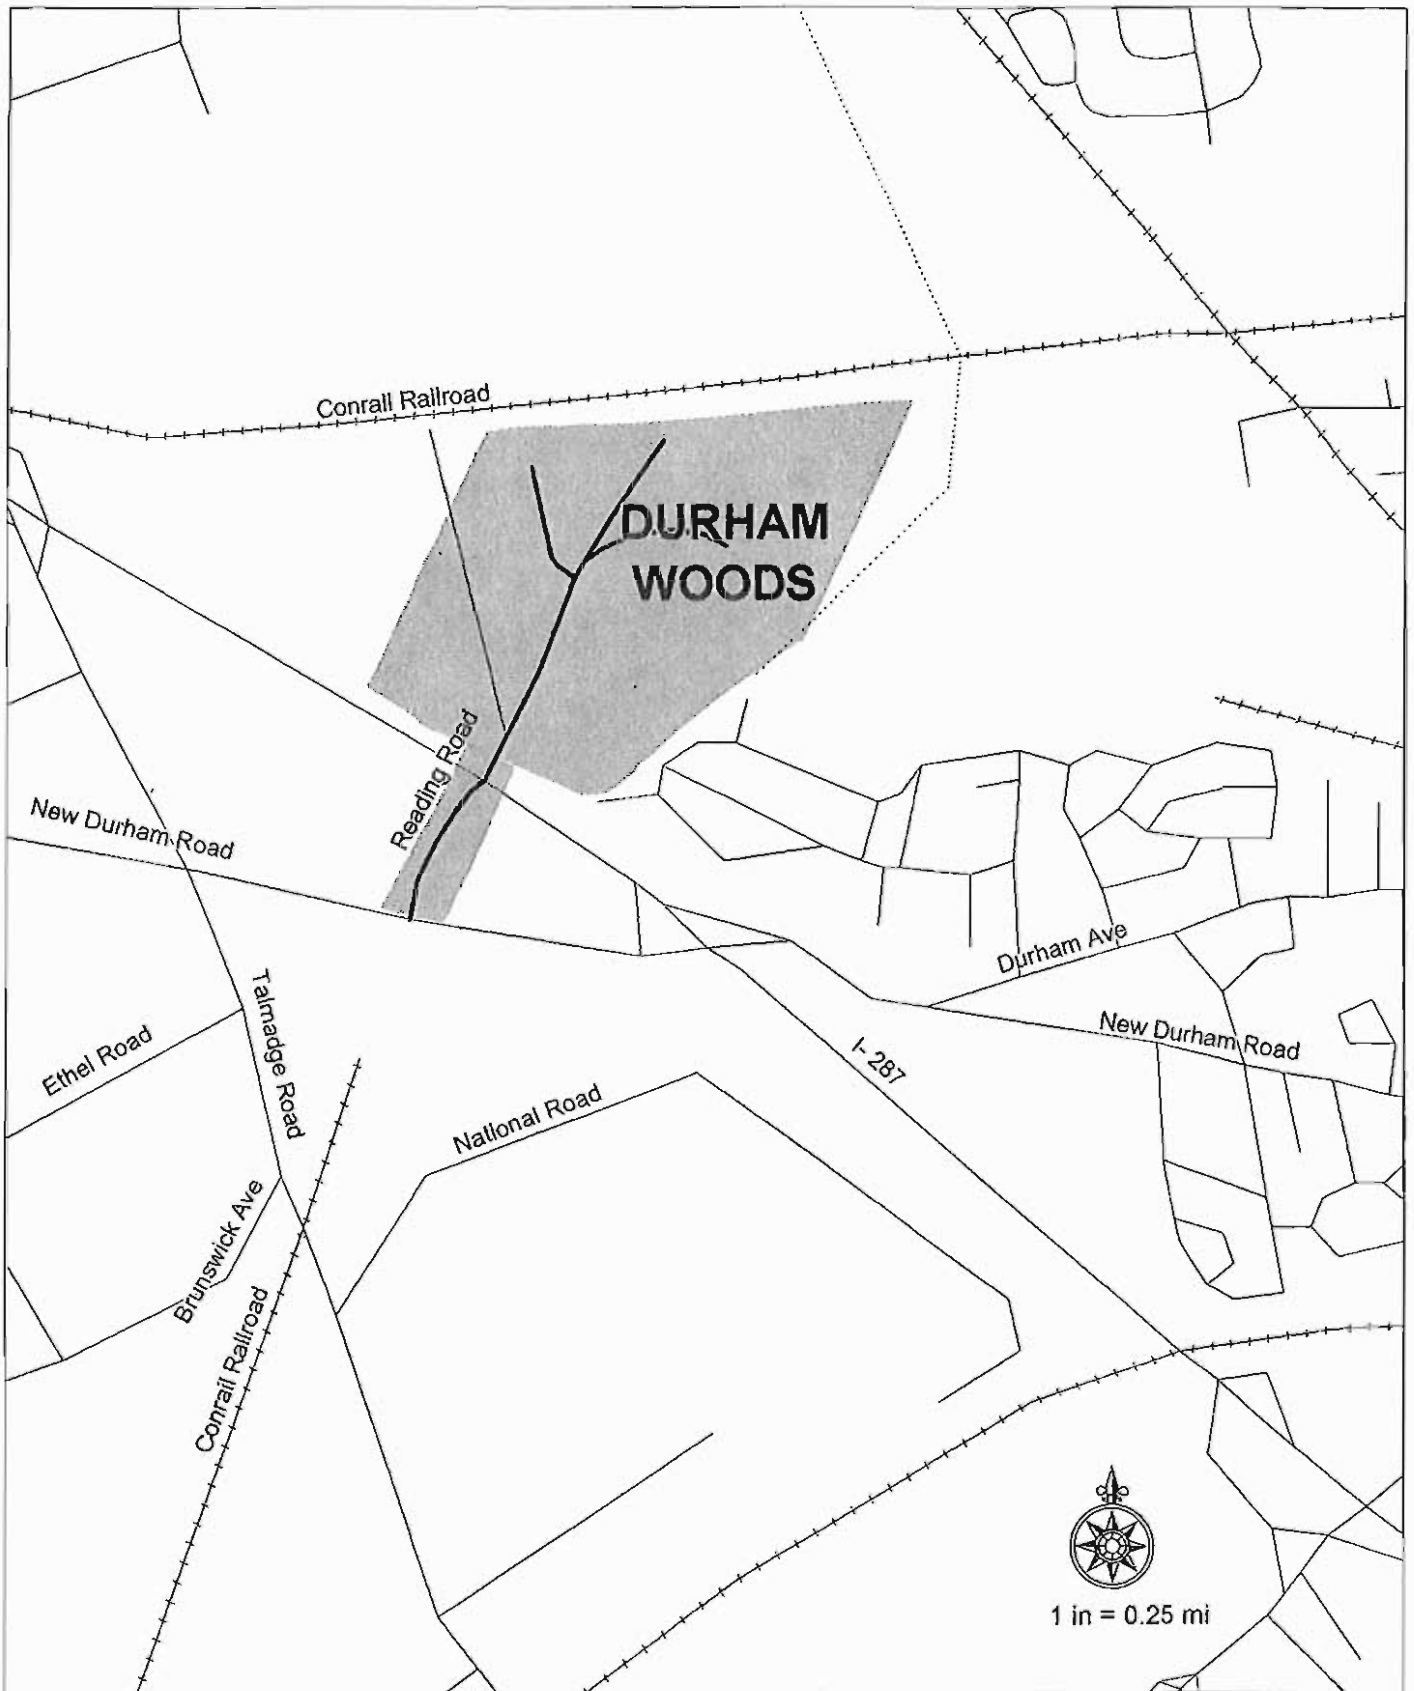 Conrail Railroad
DURHAM
WOODS
Reading Road
New Durham Road
Durham Ave
New Durham Road
I-287
Talmadge Road
Ethel Road
National Road
Brunswick Ave
Conrail Railroad
1 in = 0.25 mi